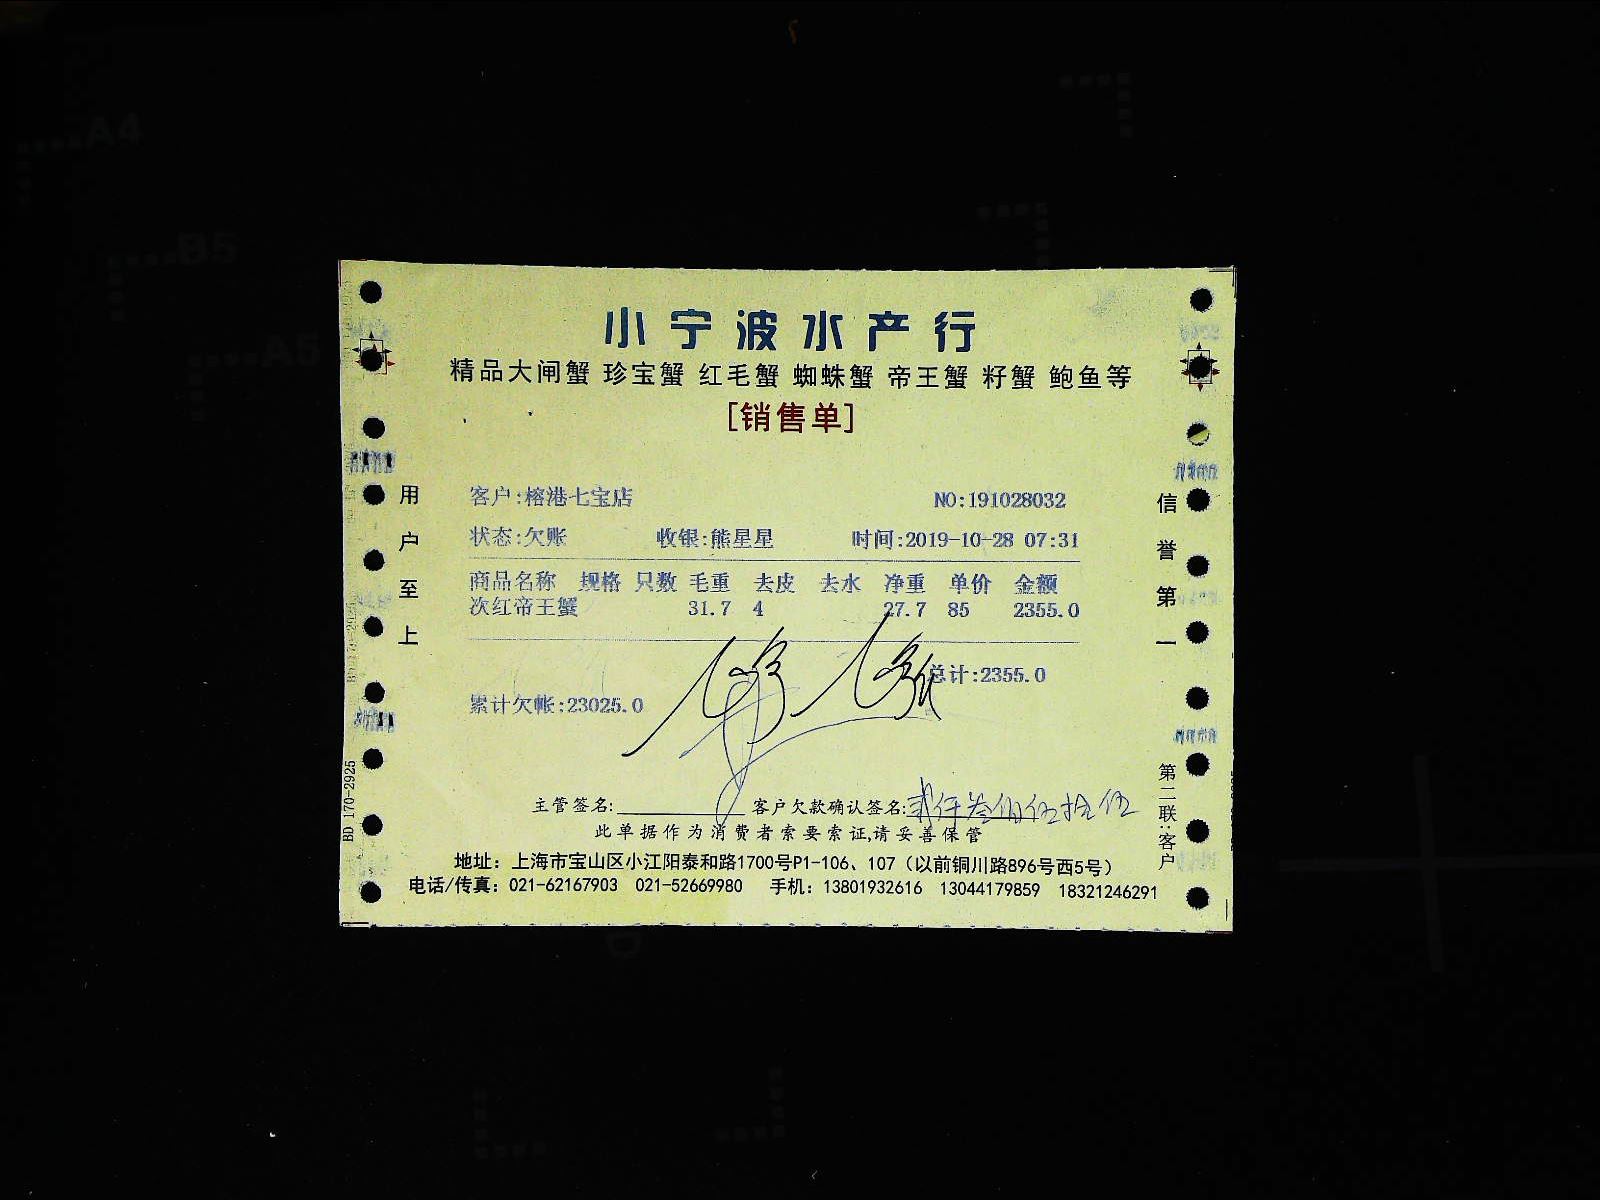 小宁波水产行
精品大闸蟹 珍宝蟹 红毛蟹 蜘蛛蟹 帝王蟹 籽蟹 鲍鱼等
[销售单]
客户:榕港七宝店 NO:191028032
状态:欠账 收银:熊星星 时间:2019-10-28 07:31
商品名称 规格 只数 毛重 去皮 去水 净重 单价 金额
次红帝王蟹 31.7 4 27.7 85 2355.0
总计:2355.0
累计欠帐:23025.0
主管签名: 客户欠款确认签名:贰仟叁佰伍拾伍
此单据作为消费者索要索证,请妥善保管
地址：上海市宝山区小江阳泰和路1700号P1-106、107（以前铜川路896号西5号）
电话/传真：021-62167903 021-52669980 手机：13801932616 13044179859 18321246291
用户至上
信誉第一
第二联:客户
BD 170-2925
A4
B5
A5